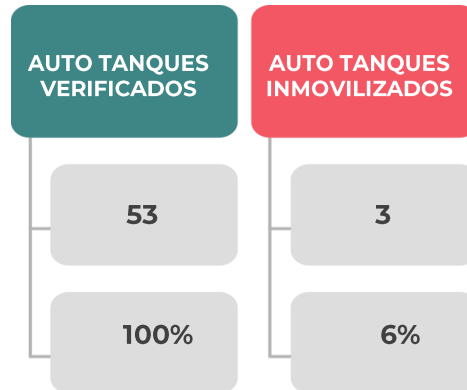 AUTO TANQUES
VERIFICADOS
53
100%
AUTO TANQUES
INMOVILIZADOS
3
6%